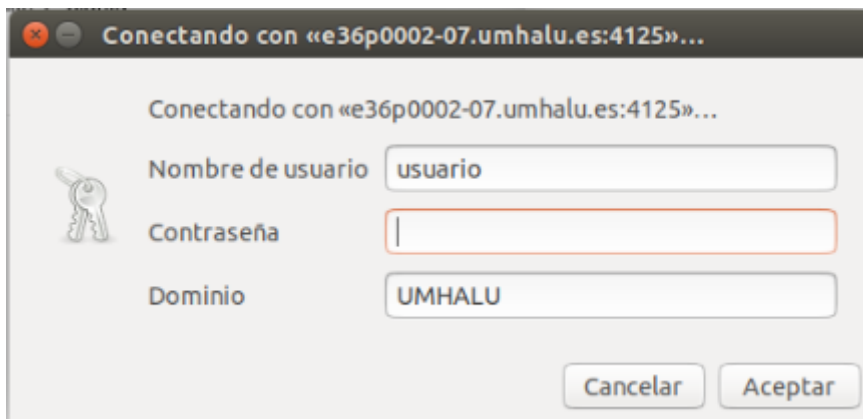 Conectando con «e36p0002-07.umhalu.es:4125»...
Conectando con «e36p0002-07.umhalu.es:4125»...
Nombre de usuario usuario
Contraseña
Dominio UMHALU
Cancelar Aceptar